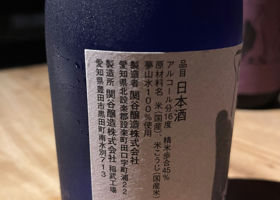 品目 日本酒
アルコール分16度 精米歩合45%
原材料名 米(国産)、米こうじ(国産米)
夢山水100%使用
製造者 関谷醸造株式会社
愛知県北設楽郡設楽町田口字町浦22
製造所 関谷醸造株式会社 稲武工場
愛知県豊田市黒田町南水別713